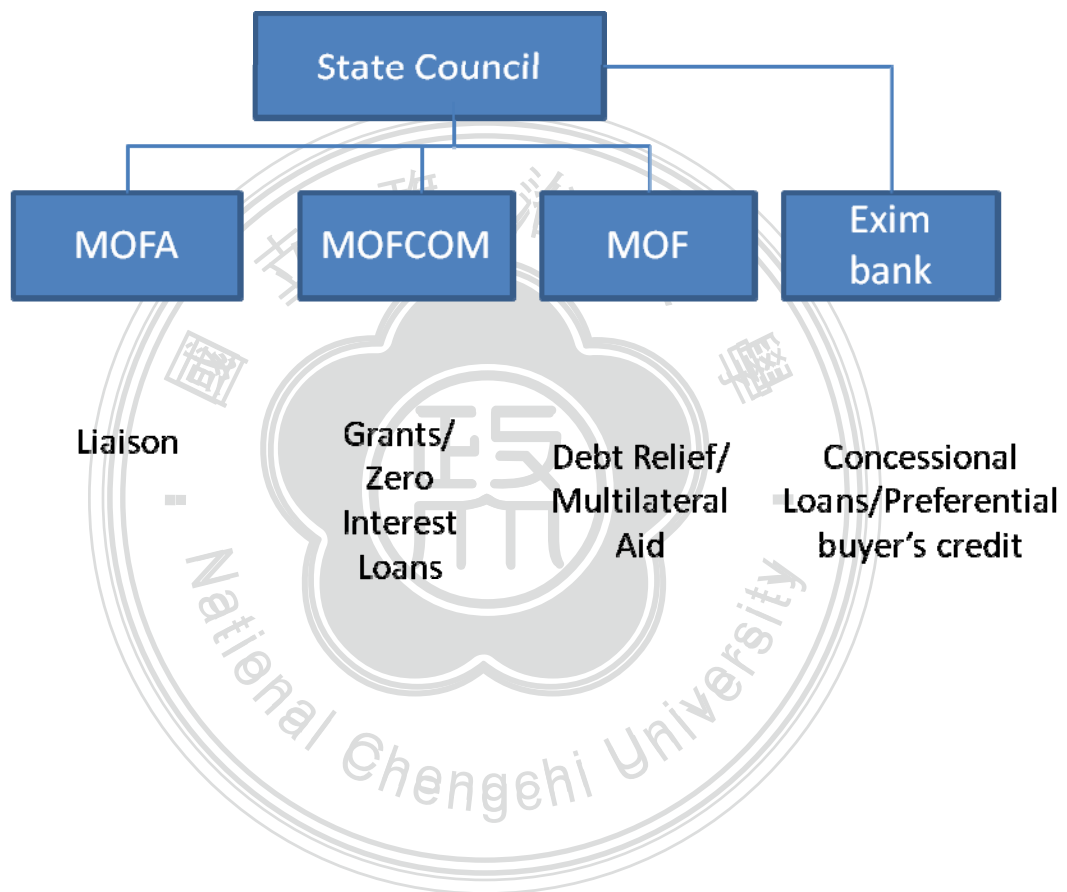 State Council
MOFA
MOFCOM
MOF
Exim
bank
Liaison
Grants/
Zero
Interest
Loans
Debt Relief/
Multilateral
Aid
Concessional
Loans/Preferential
buyer's credit
National Chengchi University